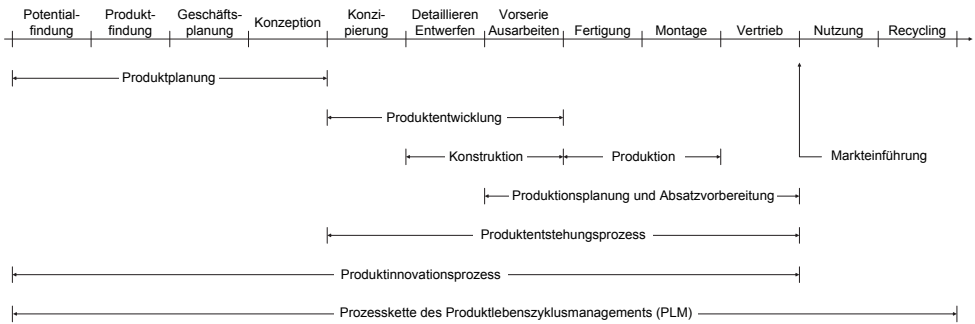 Potential-
findung
Produkt-
findung
Geschäfts-
planung
Konzeption
Konzi-
pierung
Detaillieren
Entwerfen
Vorserie
Ausarbeiten
Fertigung
Montage
Vertrieb
Nutzung
Recycling
Produktplanung
Produktentwicklung
Konstruktion
Produktion
Markteinführung
Produktionsplanung und Absatzvorbereitung
Produktentstehungsprozess
Produktinnovationsprozess
Prozesskette des Produktlebenszyklusmanagements (PLM)